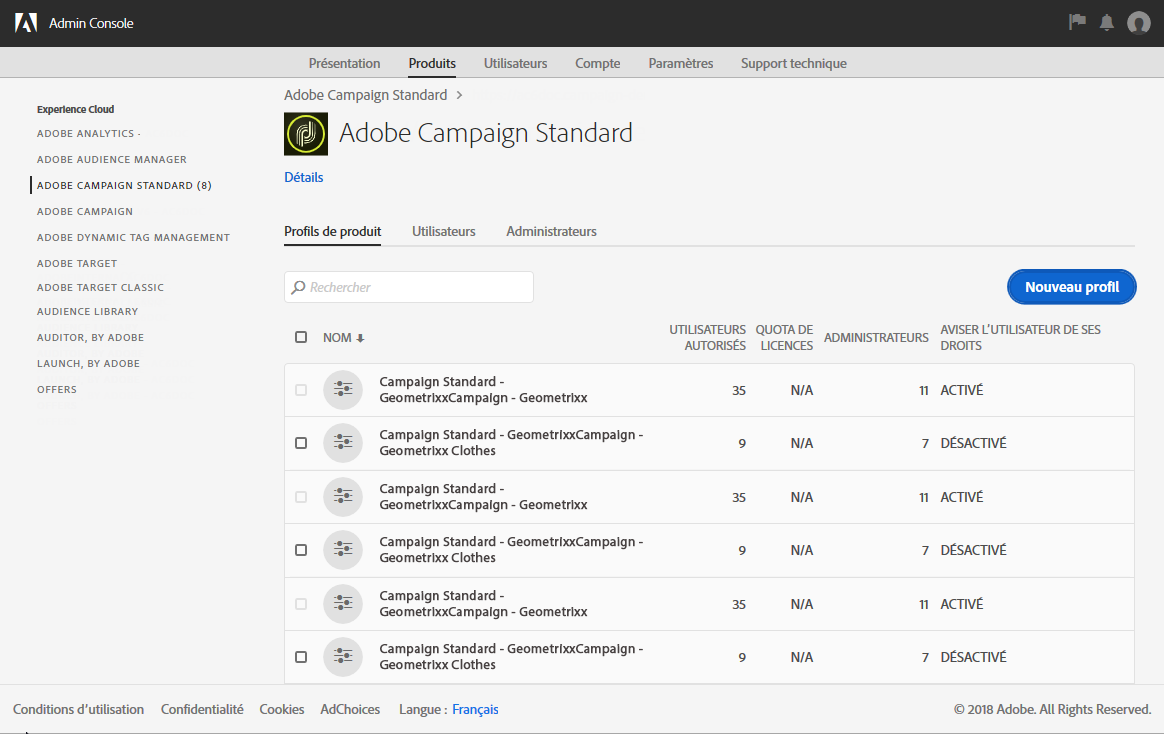 Admin Console
Présentation Produits Utilisateurs Compte Paramètres Support technique
Experience Cloud
ADOBE ANALYTICS -
ADOBE AUDIENCE MANAGER
ADOBE CAMPAIGN STANDARD (8)
ADOBE CAMPAIGN
ADOBE DYNAMIC TAG MANAGEMENT
ADOBE TARGET
ADOBE TARGET CLASSIC
AUDIENCE LIBRARY
AUDITOR, BY ADOBE
LAUNCH, BY ADOBE
OFFERS
Adobe Campaign Standard >
Adobe Campaign Standard
Détails
Profils de produit Utilisateurs Administrateurs
Rechercher
Nouveau profil
NOM
UTILISATEURS
AUTORISÉS
QUOTA DE
LICENCES
ADMINISTRATEURS
AVISER L'UTILISATEUR DE SES
DROITS
Campaign Standard -
GeometrixxCampaign - Geometrixx
35 N/A 11 ACTIVÉ
Campaign Standard - GeometrixxCampaign -
Geometrixx Clothes
9 N/A 7 DÉSACTIVÉ
Campaign Standard -
GeometrixxCampaign - Geometrixx
35 N/A 11 ACTIVÉ
Campaign Standard - GeometrixxCampaign -
Geometrixx Clothes
9 N/A 7 DÉSACTIVÉ
Campaign Standard -
GeometrixxCampaign - Geometrixx
35 N/A 11 ACTIVÉ
Campaign Standard - GeometrixxCampaign -
Geometrixx Clothes
9 N/A 7 DÉSACTIVÉ
Conditions d'utilisation Confidentialité Cookies AdChoices Langue : Français
© 2018 Adobe. All Rights Reserved.